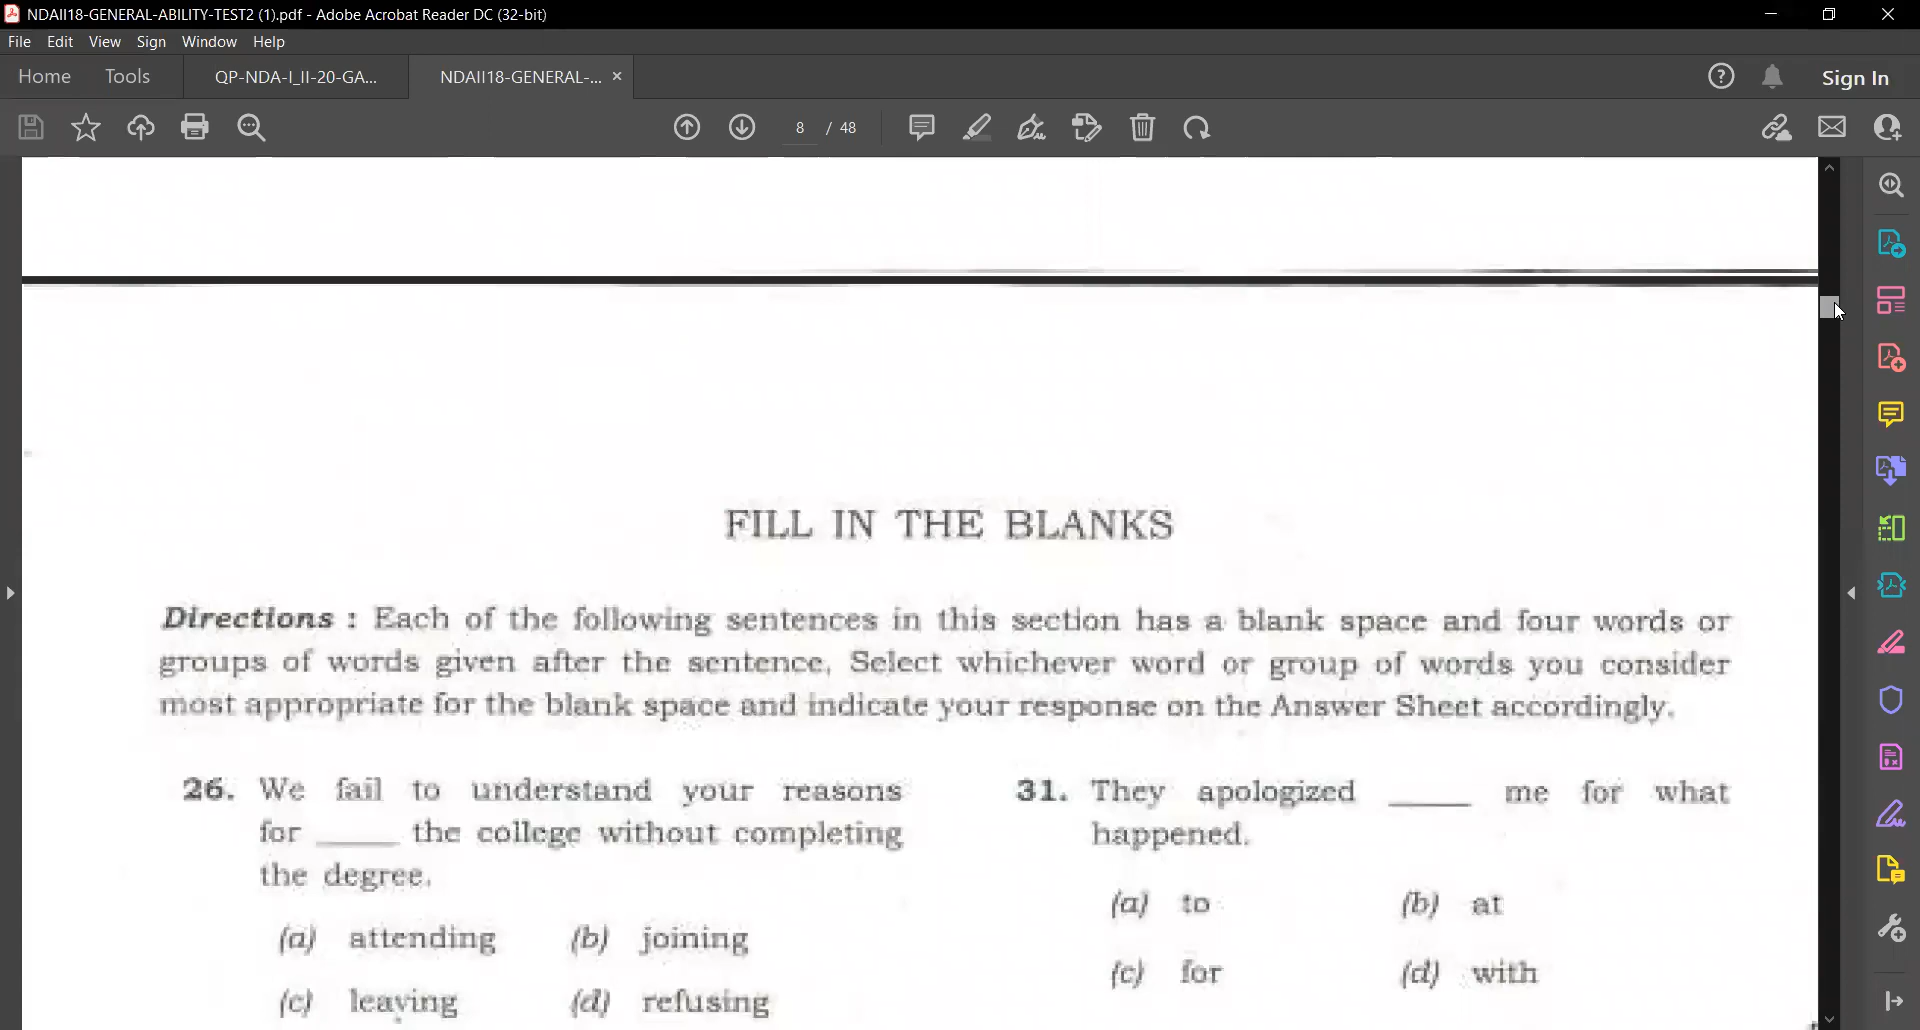 NDAII18-GENERAL-ABILITY-TEST2 (1).pdf - Adobe Acrobat Reader DC (32-bit)
File Edit View Sign Window Help
Home Tools QP-NDA-I_II-20-GA... NDAII18-GENERAL-... ×
Sign In
8 / 48
FILL IN THE BLANKS
Directions : Each of the following sentences in this section has a blank space and four words or
groups of words given after the sentence. Select whichever word or group of words you consider
most appropriate for the blank space and indicate your response on the Answer Sheet accordingly.
26. We fail to understand your reasons
for _____ the college without completing
the degree.
(a) attending (b) joining
(c) leaving (d) refusing
31. They apologized _____ me for what
happened.
(a) to (b) at
(c) for (d) with